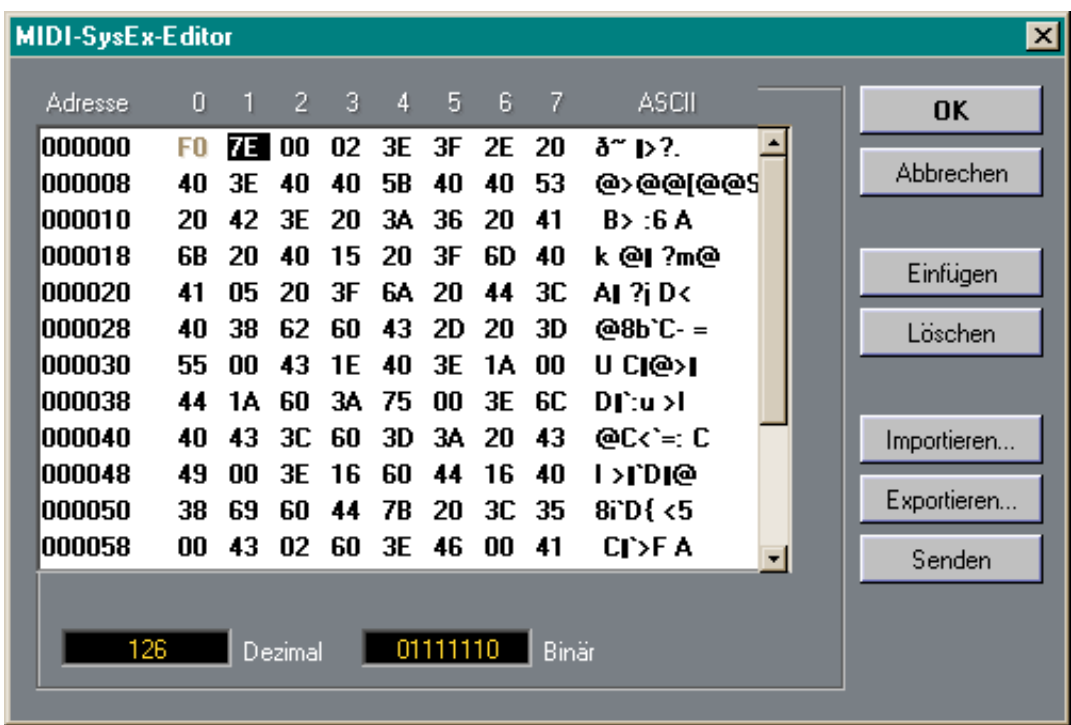 MIDI-SysEx-Editor
Adresse 0 1 2 3 4 5 6 7 ASCII
000000 F0 7E 00 02 3E 3F 2E 20 ð~ ▌>?.
000008 40 3E 40 40 5B 40 40 53 @>@@[@@S
000010 20 42 3E 20 3A 36 20 41 B> :6 A
000018 6B 20 40 15 20 3F 6D 40 k @▌ ?m@
000020 41 05 20 3F 6A 20 44 3C A▌ ?j D<
000028 40 38 62 60 43 2D 20 3D @8b`C- =
000030 55 00 43 1E 40 3E 1A 00 U C▌@>▌
000038 44 1A 60 3A 75 00 3E 6C D▌`:u >l
000040 40 43 3C 60 3D 3A 20 43 @C<`=: C
000048 49 00 3E 16 60 44 16 40 I >▌`D▌@
000050 38 69 60 44 7B 20 3C 35 8i`D{ <5
000058 00 43 02 60 3E 46 00 41 C▌`>F A
126 Dezimal 01111110 Binär
OK
Abbrechen
Einfügen
Löschen
Importieren...
Exportieren...
Senden